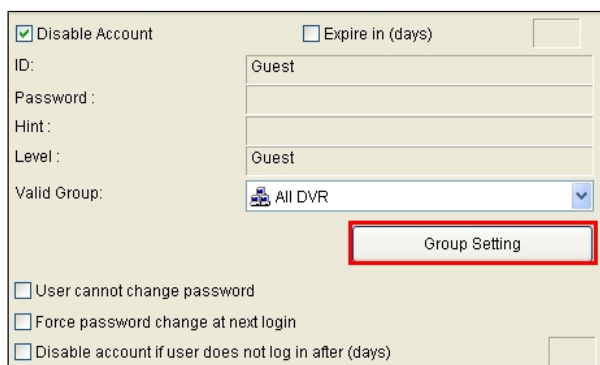 Disable Account Expire in (days)
ID: Guest
Password :
Hint :
Level : Guest
Valid Group: All DVR
Group Setting
User cannot change password
Force password change at next login
Disable account if user does not log in after (days)